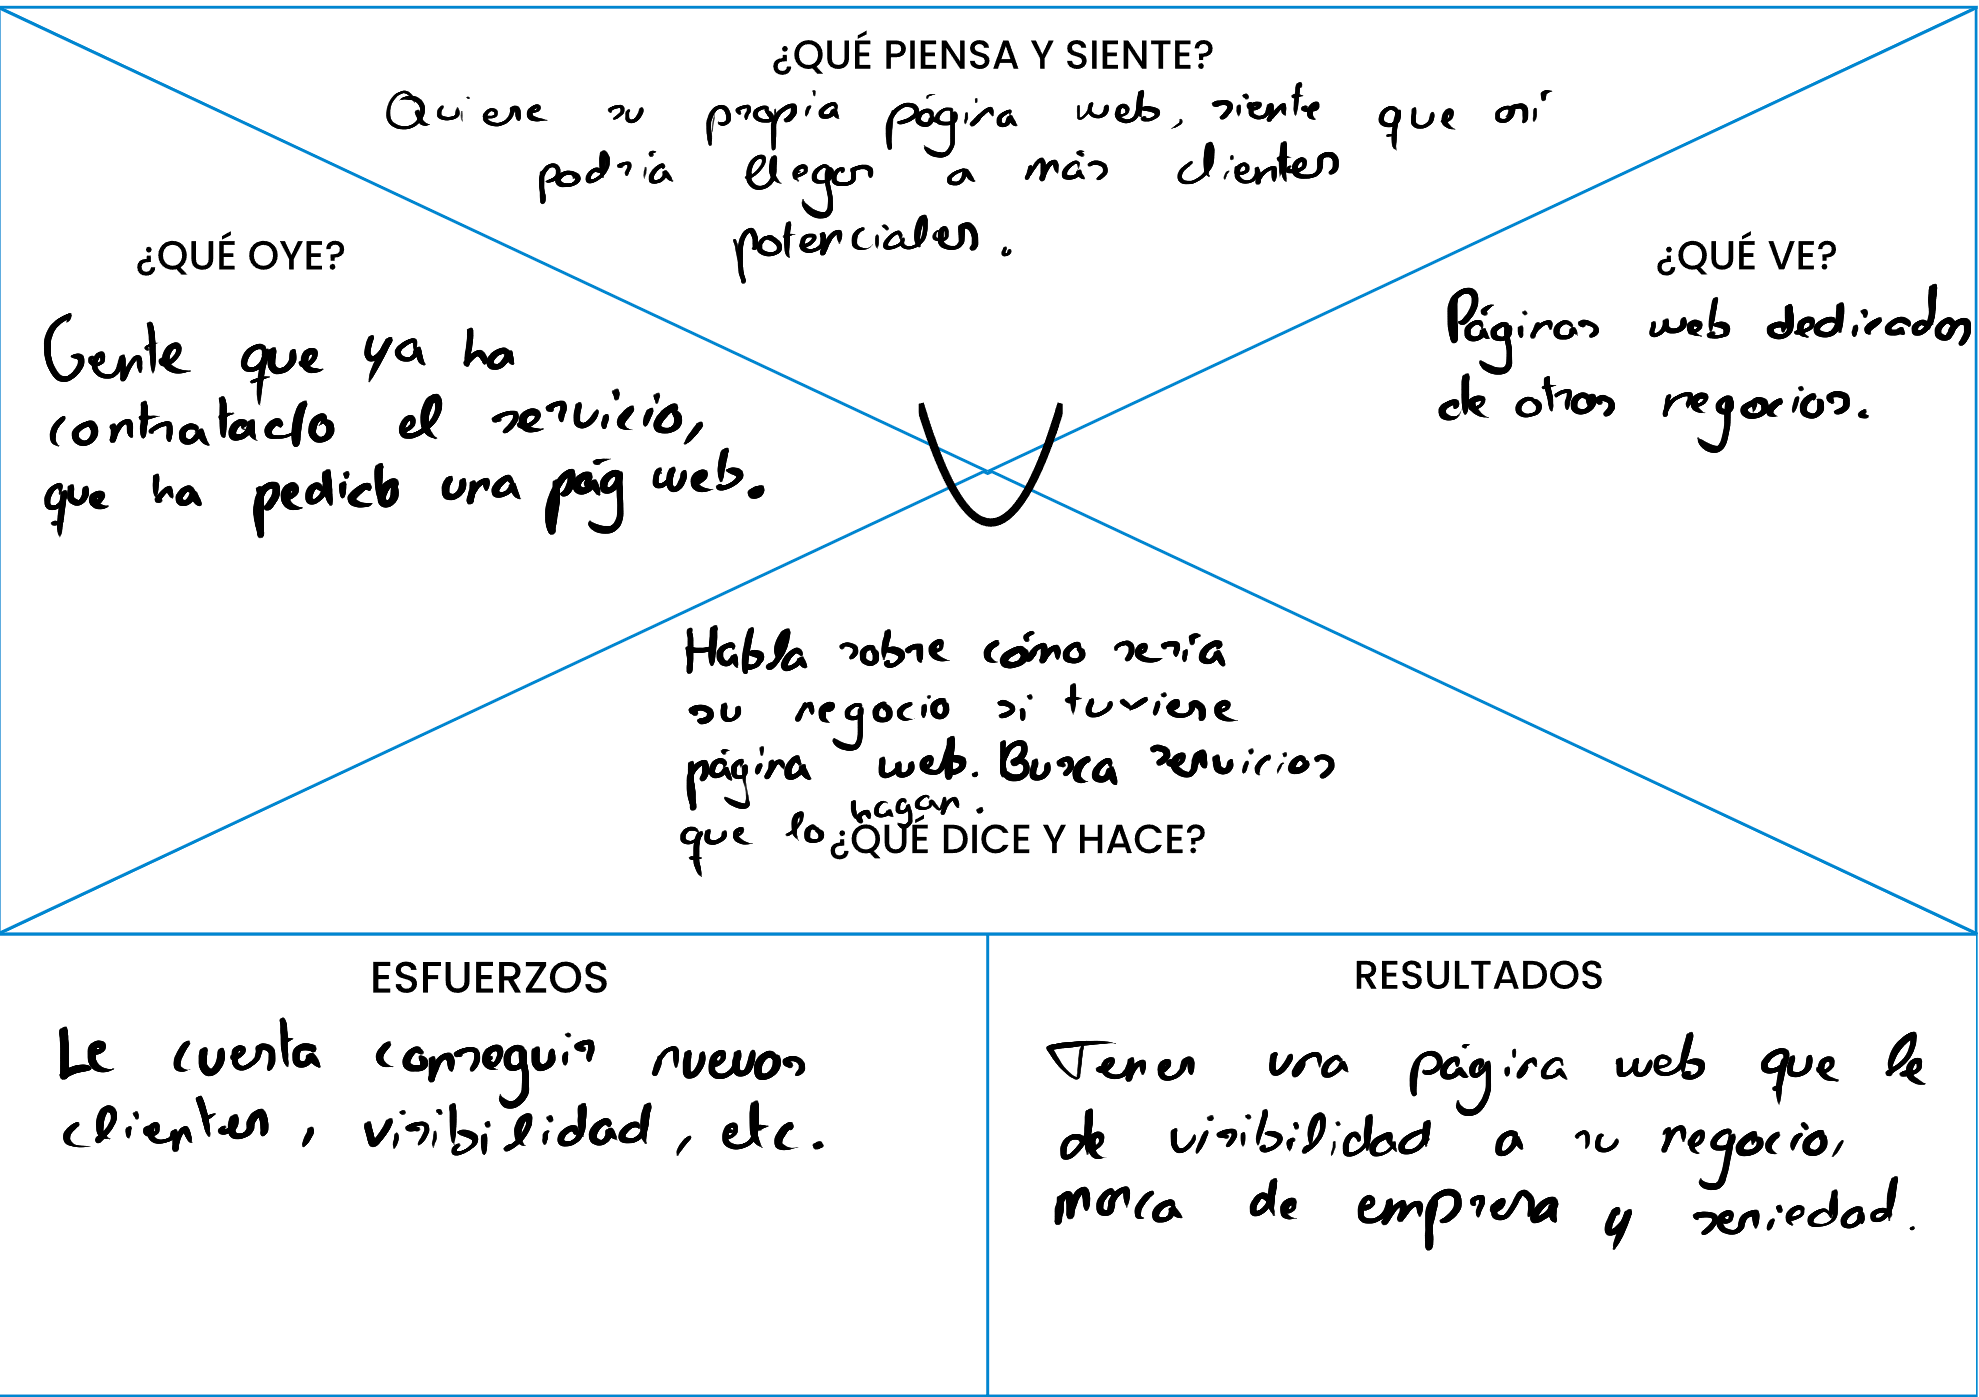 ¿QUÉ PIENSA Y SIENTE?
Quiere su propia página web, siente que así
podría llegar a más clientes
potenciales.
¿QUÉ OYE?
Gente que ya ha
contratado el servicio,
que ha pedido una pág web.
¿QUÉ VE?
Páginas web dedicadas
de otros negocios.
Habla sobre cómo sería
su negocio si tuviese
página web. Busca servicios
que lo hagan.
¿QUÉ DICE Y HACE?
ESFUERZOS
Le cuesta conseguir nuevos
clientes, visibilidad, etc.
RESULTADOS
Tener una página web que le
de visibilidad a su negocio,
marca de empresa y seriedad.